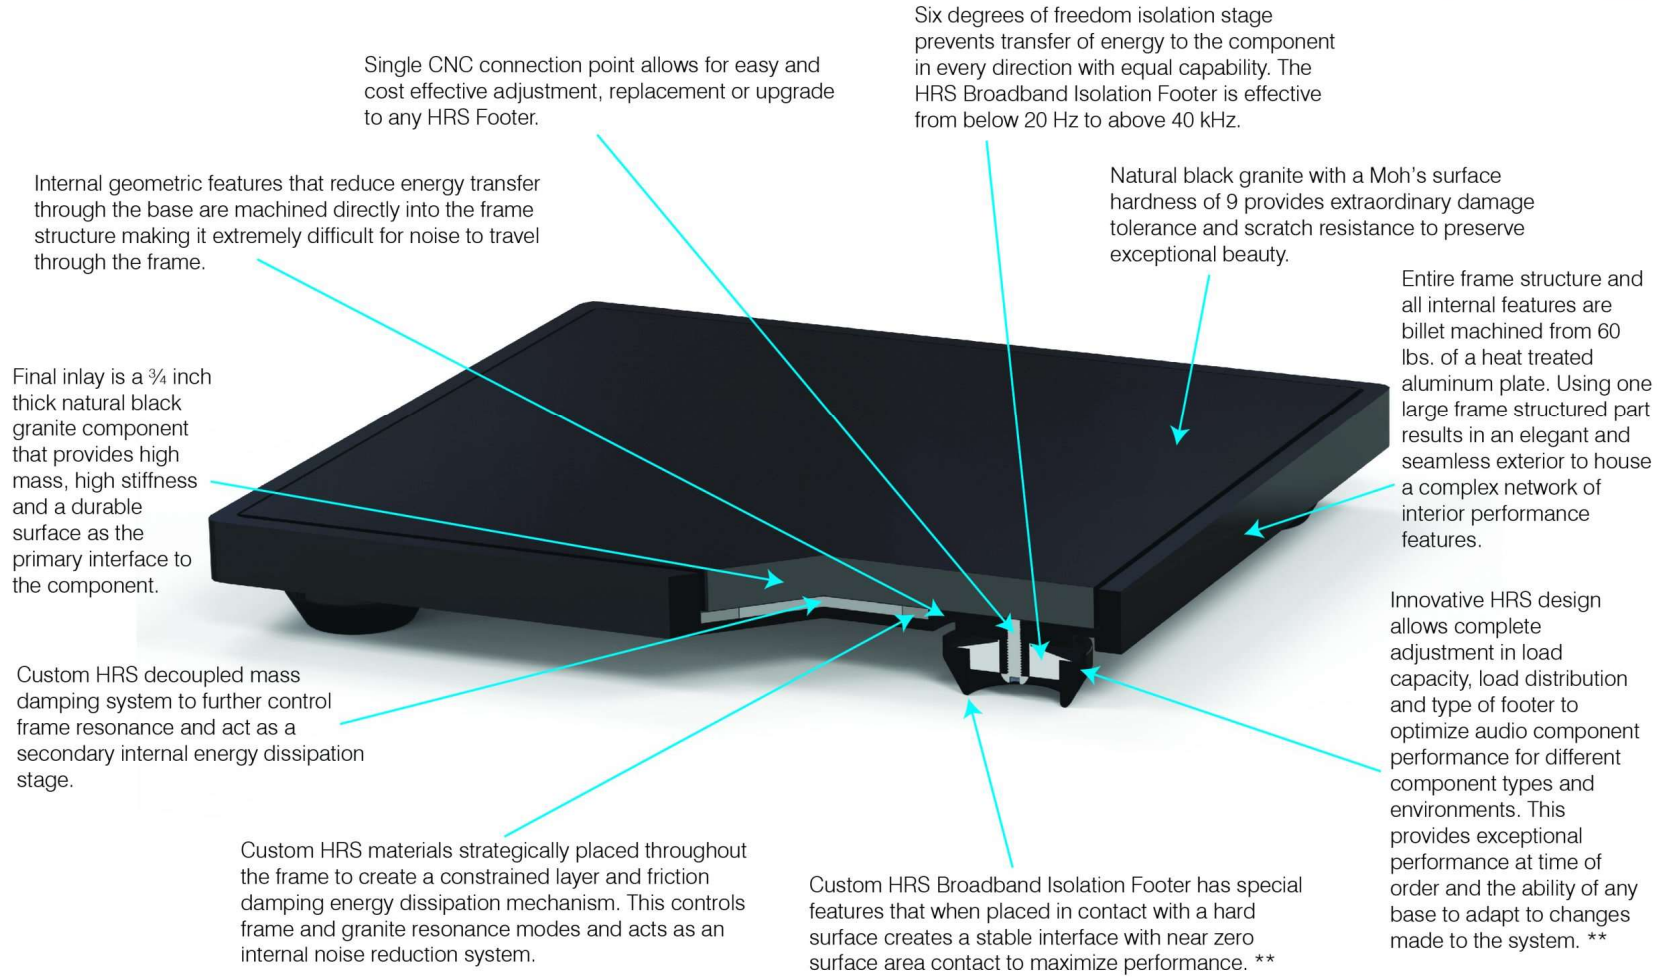 Six degrees of freedom isolation stage
prevents transfer of energy to the component
in every direction with equal capability. The
HRS Broadband Isolation Footer is effective
from below 20 Hz to above 40 kHz.
Single CNC connection point allows for easy and
cost effective adjustment, replacement or upgrade
to any HRS Footer.
Internal geometric features that reduce energy transfer
through the base are machined directly into the frame
structure making it extremely difficult for noise to travel
through the frame.
Natural black granite with a Moh's surface
hardness of 9 provides extraordinary damage
tolerance and scratch resistance to preserve
exceptional beauty.
Entire frame structure and
all internal features are
billet machined from 60
lbs. of a heat treated
aluminum plate. Using one
large frame structured part
results in an elegant and
seamless exterior to house
a complex network of
interior performance
features.
Final inlay is a ¾ inch
thick natural black
granite component
that provides high
mass, high stiffness
and a durable
surface as the
primary interface to
the component.
Innovative HRS design
allows complete
adjustment in load
capacity, load distribution
and type of footer to
optimize audio component
performance for different
component types and
environments. This
provides exceptional
performance at time of
order and the ability of any
base to adapt to changes
made to the system. **
Custom HRS decoupled mass
damping system to further control
frame resonance and act as a
secondary internal energy dissipation
stage.
Custom HRS materials strategically placed throughout
the frame to create a constrained layer and friction
damping energy dissipation mechanism. This controls
frame and granite resonance modes and acts as an
internal noise reduction system.
Custom HRS Broadband Isolation Footer has special
features that when placed in contact with a hard
surface creates a stable interface with near zero
surface area contact to maximize performance. **